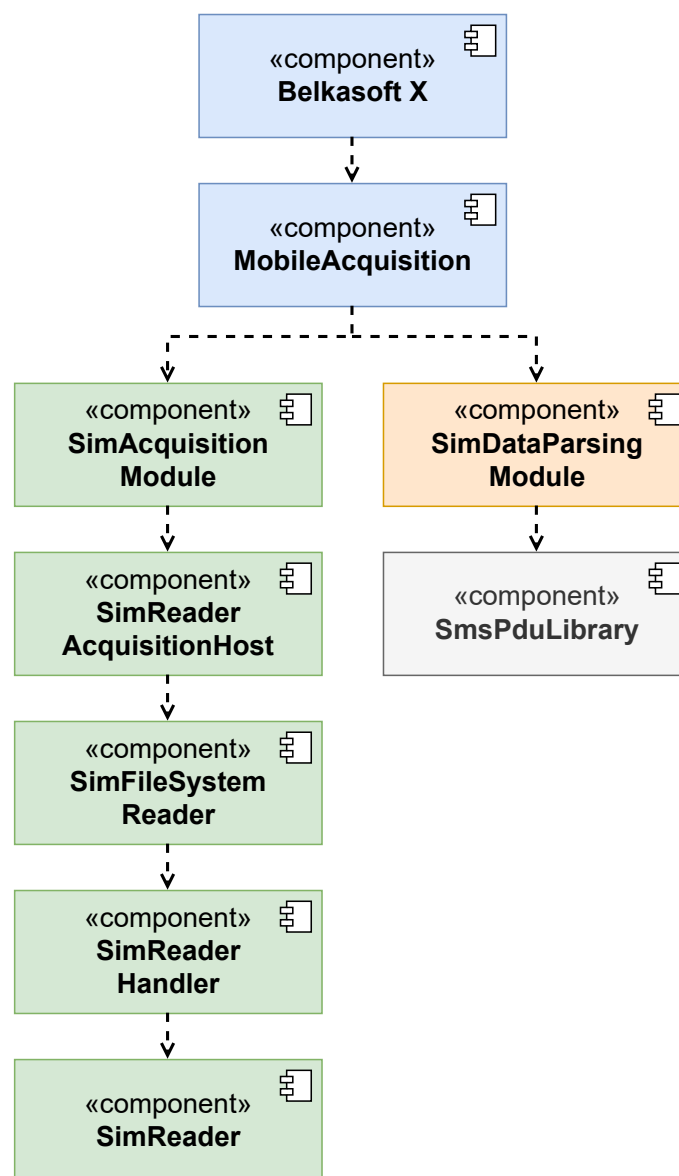 «component»
Belkasoft X
«component»
MobileAcquisition
«component»
SimAcquisition
Module
«component»
SimDataParsing
Module
«component»
SimReader
AcquisitionHost
«component»
SmsPduLibrary
«component»
SimFileSystem
Reader
«component»
SimReader
Handler
«component»
SimReader